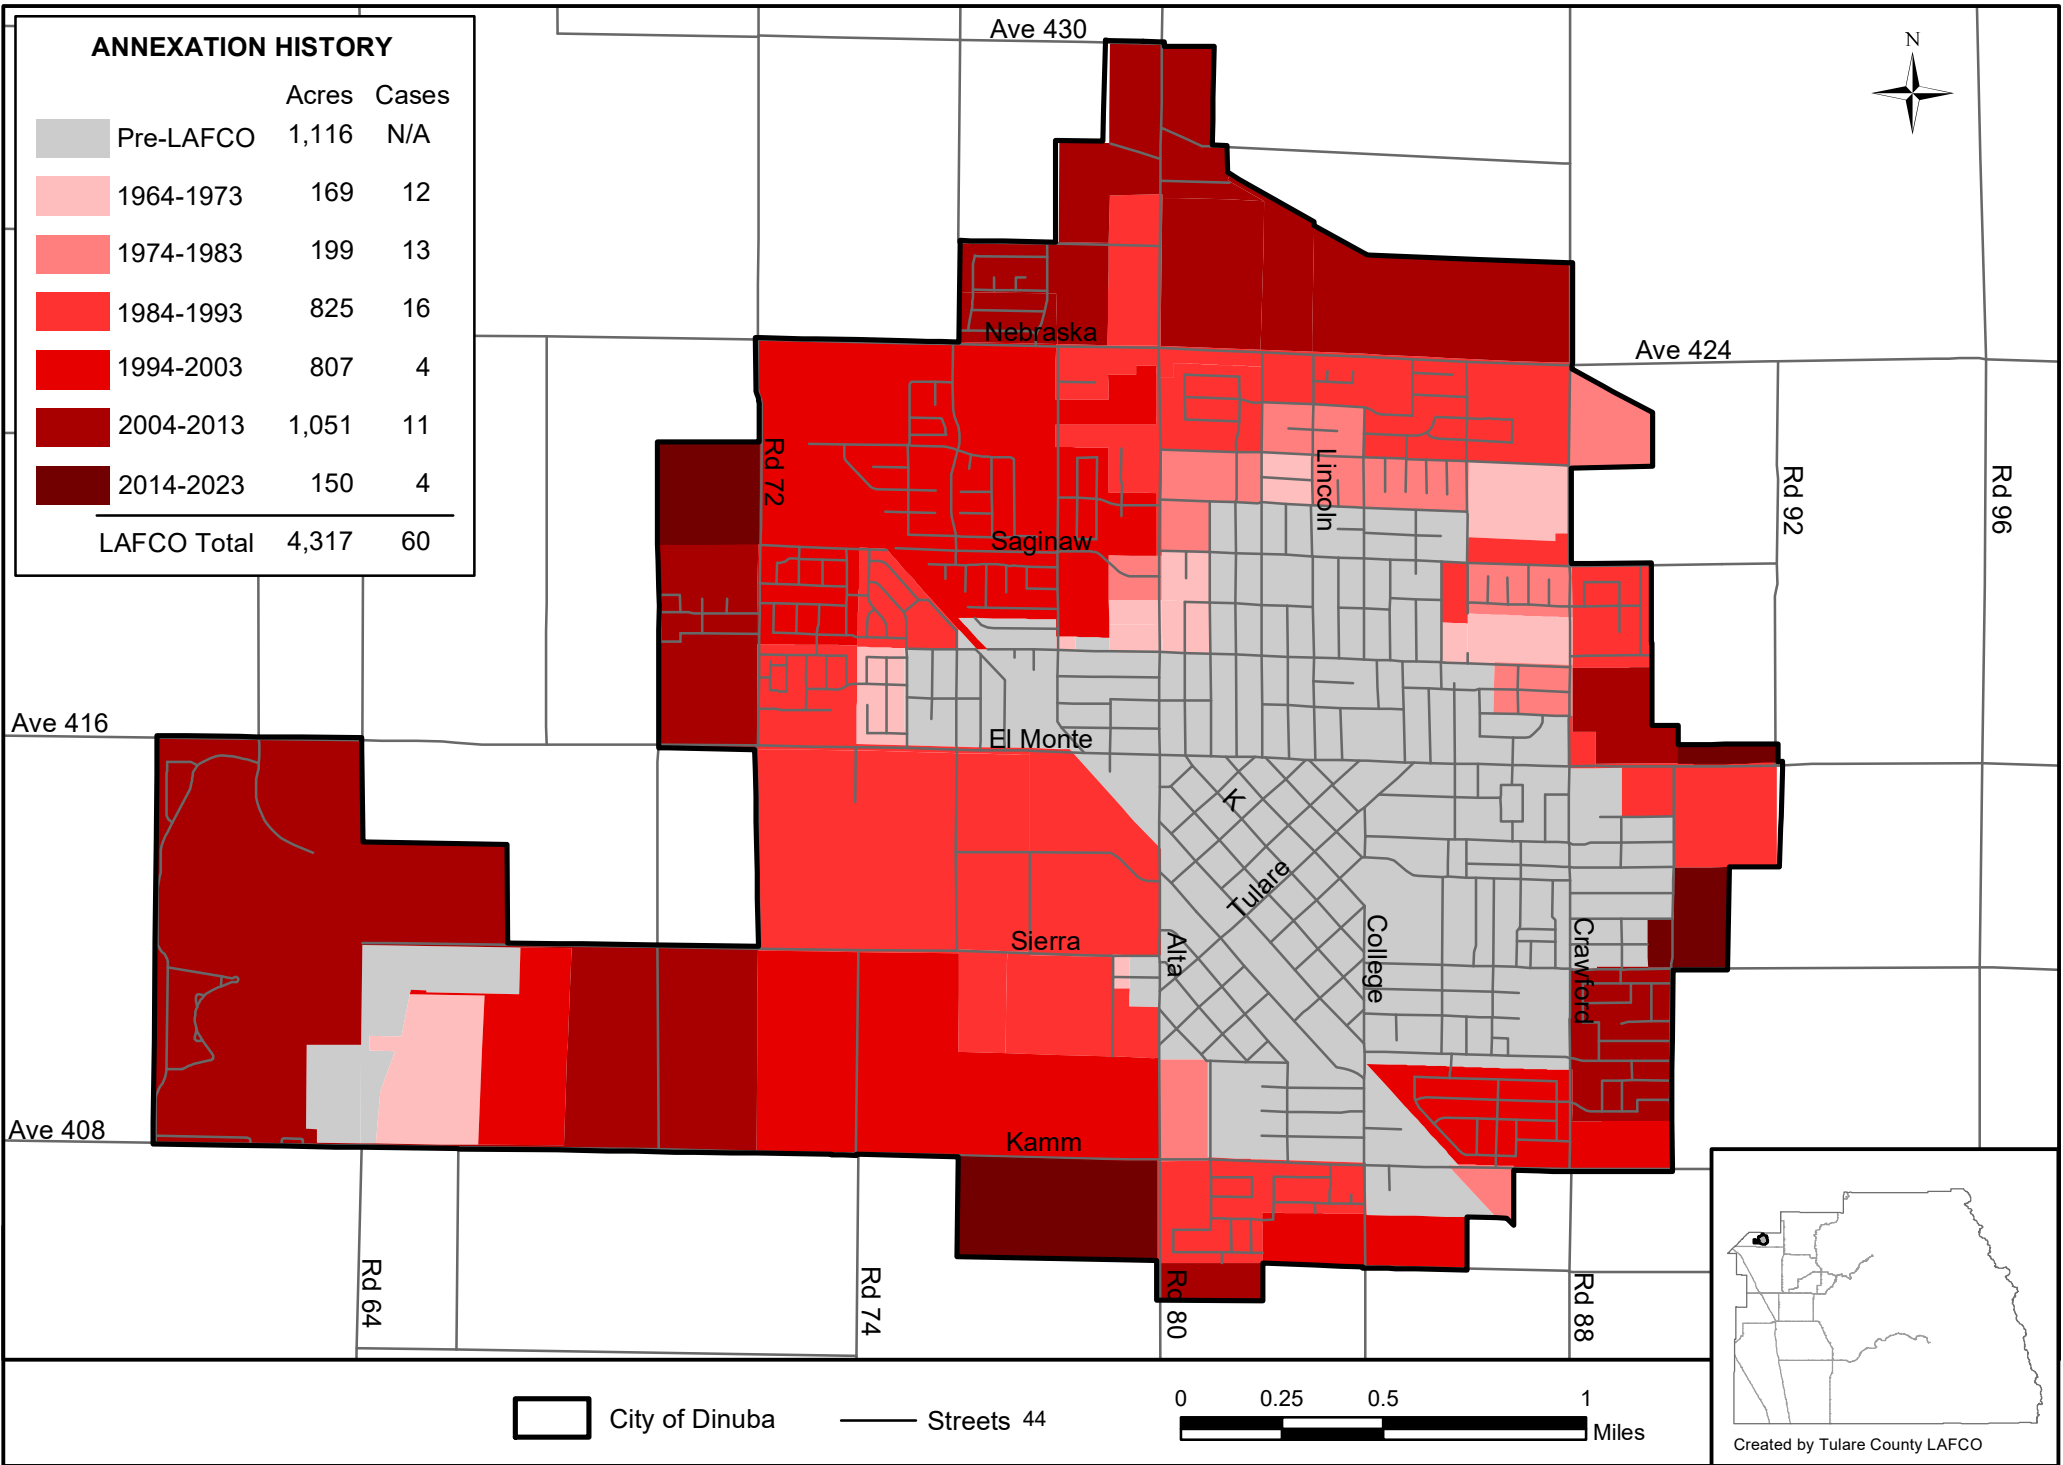 ANNEXATION HISTORY
Acres Cases
Pre-LAFCO 1,116 N/A
1964-1973 169 12
1974-1983 199 13
1984-1993 825 16
1994-2003 807 4
2004-2013 1,051 11
2014-2023 150 4
LAFCO Total 4,317 60
Ave 430
N
Nebraska
Ave 424
Rd 72
Lincoln
Rd 92
Rd 96
Saginaw
Ave 416
El Monte
K
Tulare
Sierra
Alta
College
Crawford
Ave 408
Kamm
Rd 64
Rd 74
Rd 80
Rd 88
City of Dinuba
Streets 44
0 0.25 0.5 1
Miles
Created by Tulare County LAFCO